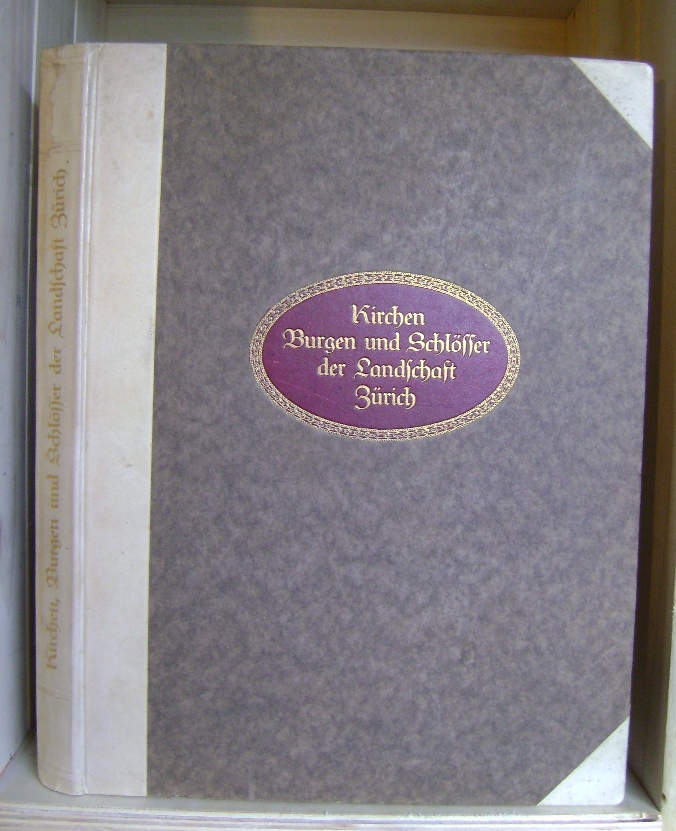 Kirchen, Burgen und Schlöſſer der Landſchaft Zürich.
Kirchen
Burgen und Schlöſſer
der Landſchaft
Zürich